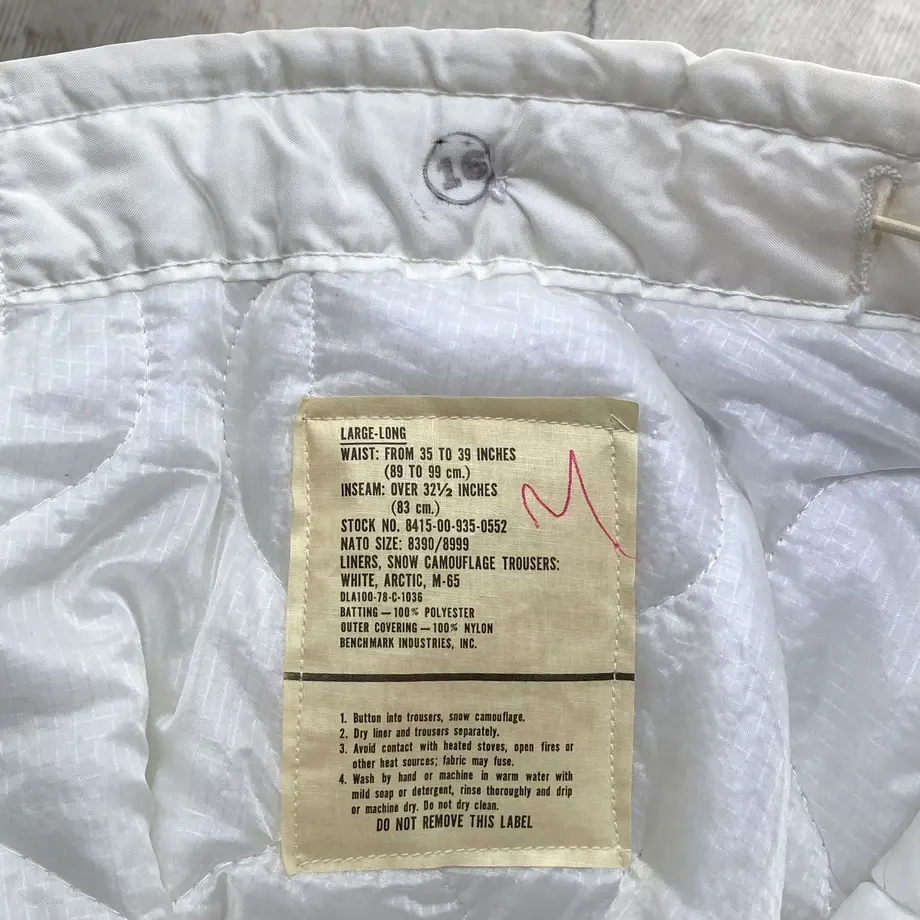 16
LARGE-LONG
WAIST: FROM 35 TO 39 INCHES
(89 TO 99 cm.)
INSEAM: OVER 32½ INCHES
(83 cm.)
STOCK NO. 8415-00-935-0552
NATO SIZE: 8390/8999
LINERS, SNOW CAMOUFLAGE TROUSERS:
WHITE, ARCTIC, M-65
DLA100-78-C-1036
BATTING — 100% POLYESTER
OUTER COVERING — 100% NYLON
BENCHMARK INDUSTRIES, INC.
1. Button into trousers, snow camouflage.
2. Dry liner and trousers separately.
3. Avoid contact with heated stoves, open fires or
other heat sources; fabric may fuse.
4. Wash by hand or machine in warm water with
mild soap or detergent, rinse thoroughly and drip
or machine dry. Do not dry clean.
DO NOT REMOVE THIS LABEL